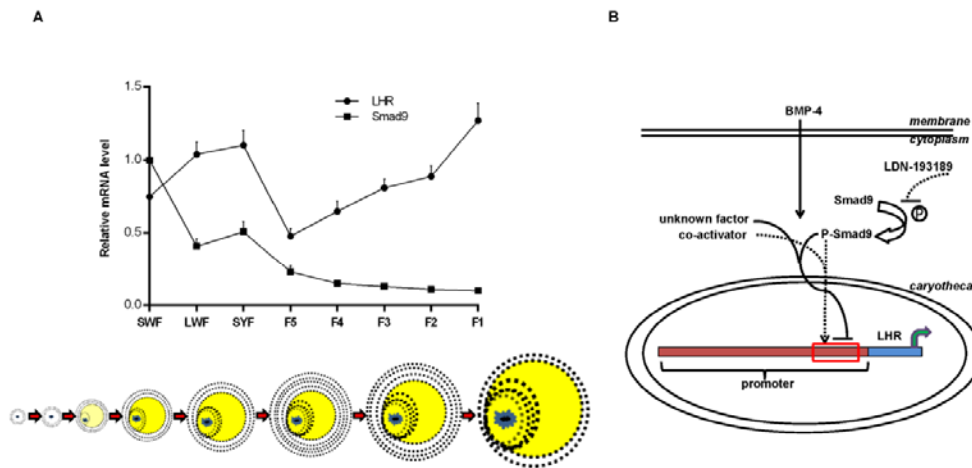 A
B
1.5
1.0
0.5
0.0
Relative mRNA level
LHR
Smad9
SWF LWF SYF F5 F4 F3 F2 F1
BMP-4
membrane
cytoplasm
LDN-193189
Smad9
P
unknown factor
co-activator
P-Smad9
caryotheca
LHR
promoter